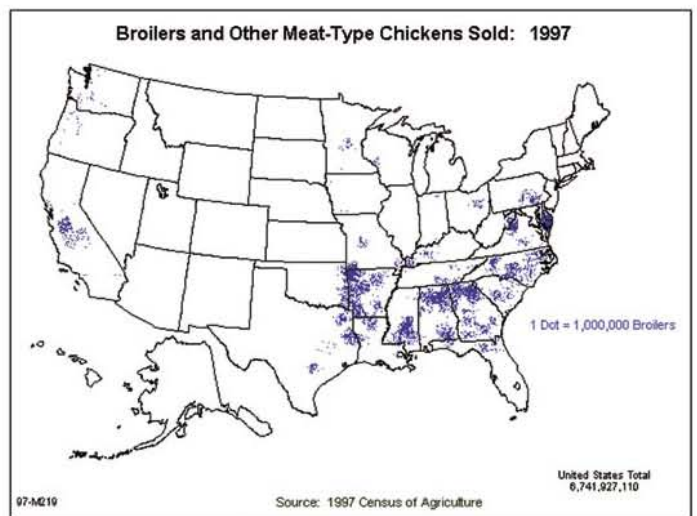 Broilers and Other Meat-Type Chickens Sold: 1997
1 Dot = 1,000,000 Broilers
United States Total
6,741,927,110
97-M219
Source: 1997 Census of Agriculture